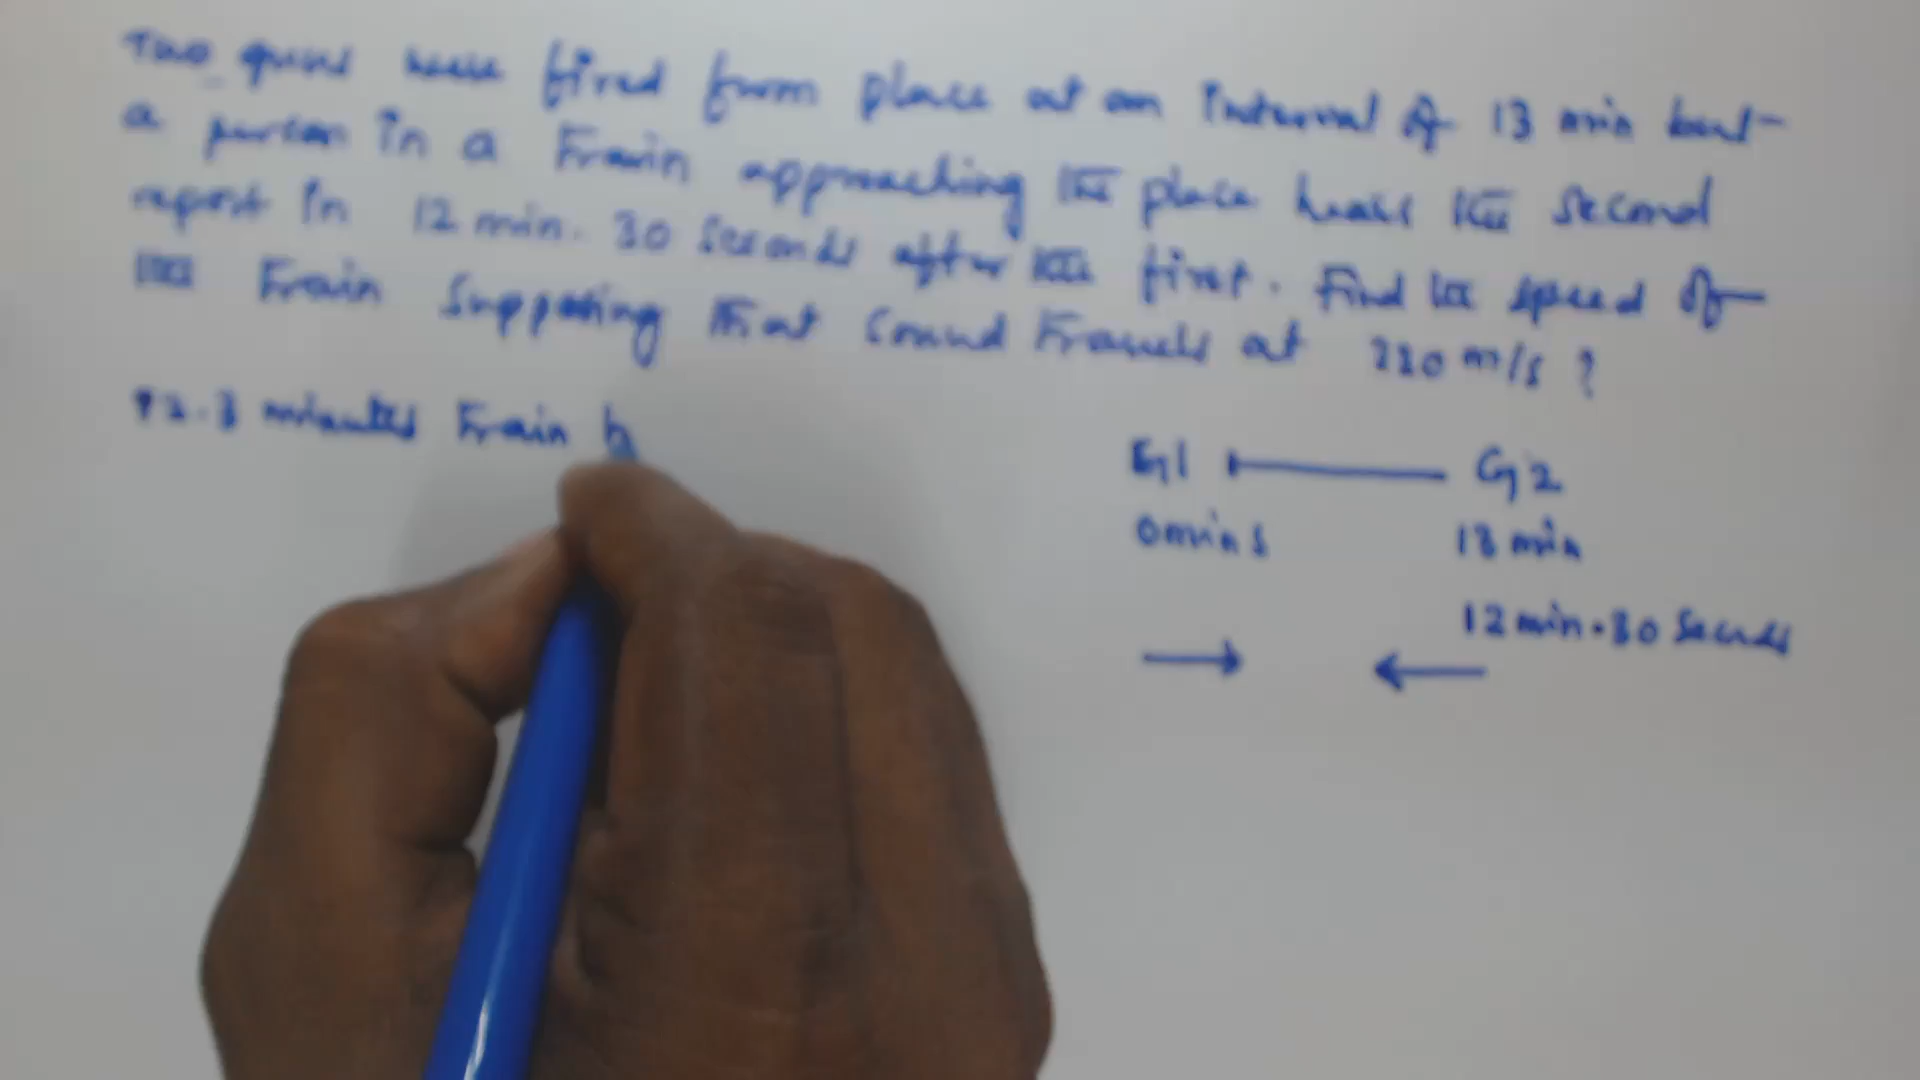 Two guns were fired from place at an interval of 13 min but
a person in a Train approaching the place hears the second
report in 12 min. 30 seconds after the first. Find the speed of
the Train supposing that sound Travels at 220 m/s ?
12.3 minutes Train
G1 G2
0 mins 13 min
12 min. 30 seconds